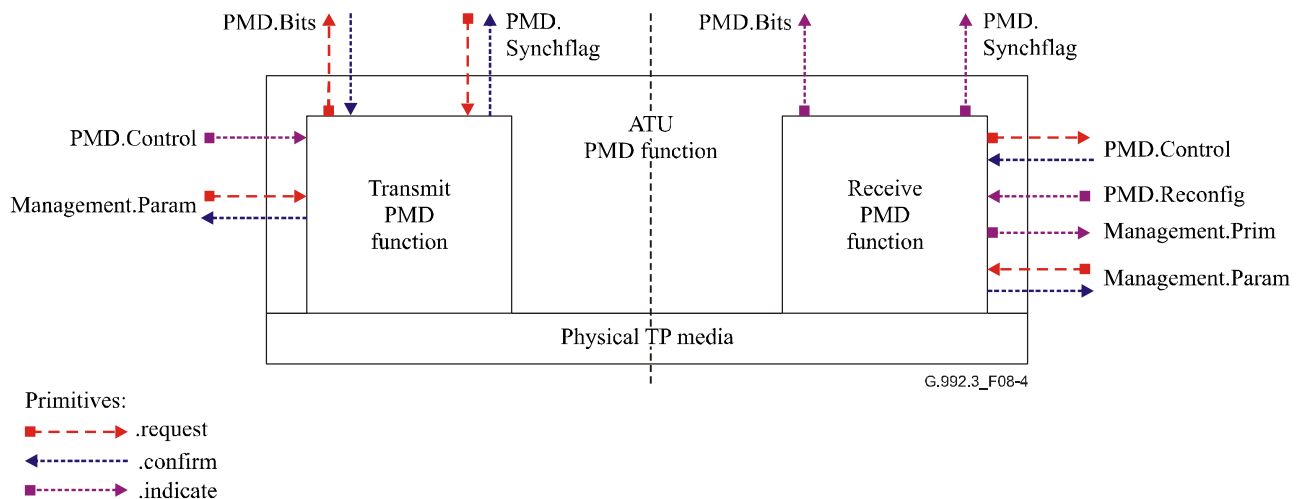 PMD.Bits
PMD.
Synchflag
PMD.Bits
PMD.
Synchflag
PMD.Control
Management.Param
Transmit
PMD
function
ATU
PMD function
Receive
PMD
function
PMD.Control
PMD.Reconfig
Management.Prim
Management.Param
Physical TP media
G.992.3_F08-4
Primitives:
.request
.confirm
.indicate